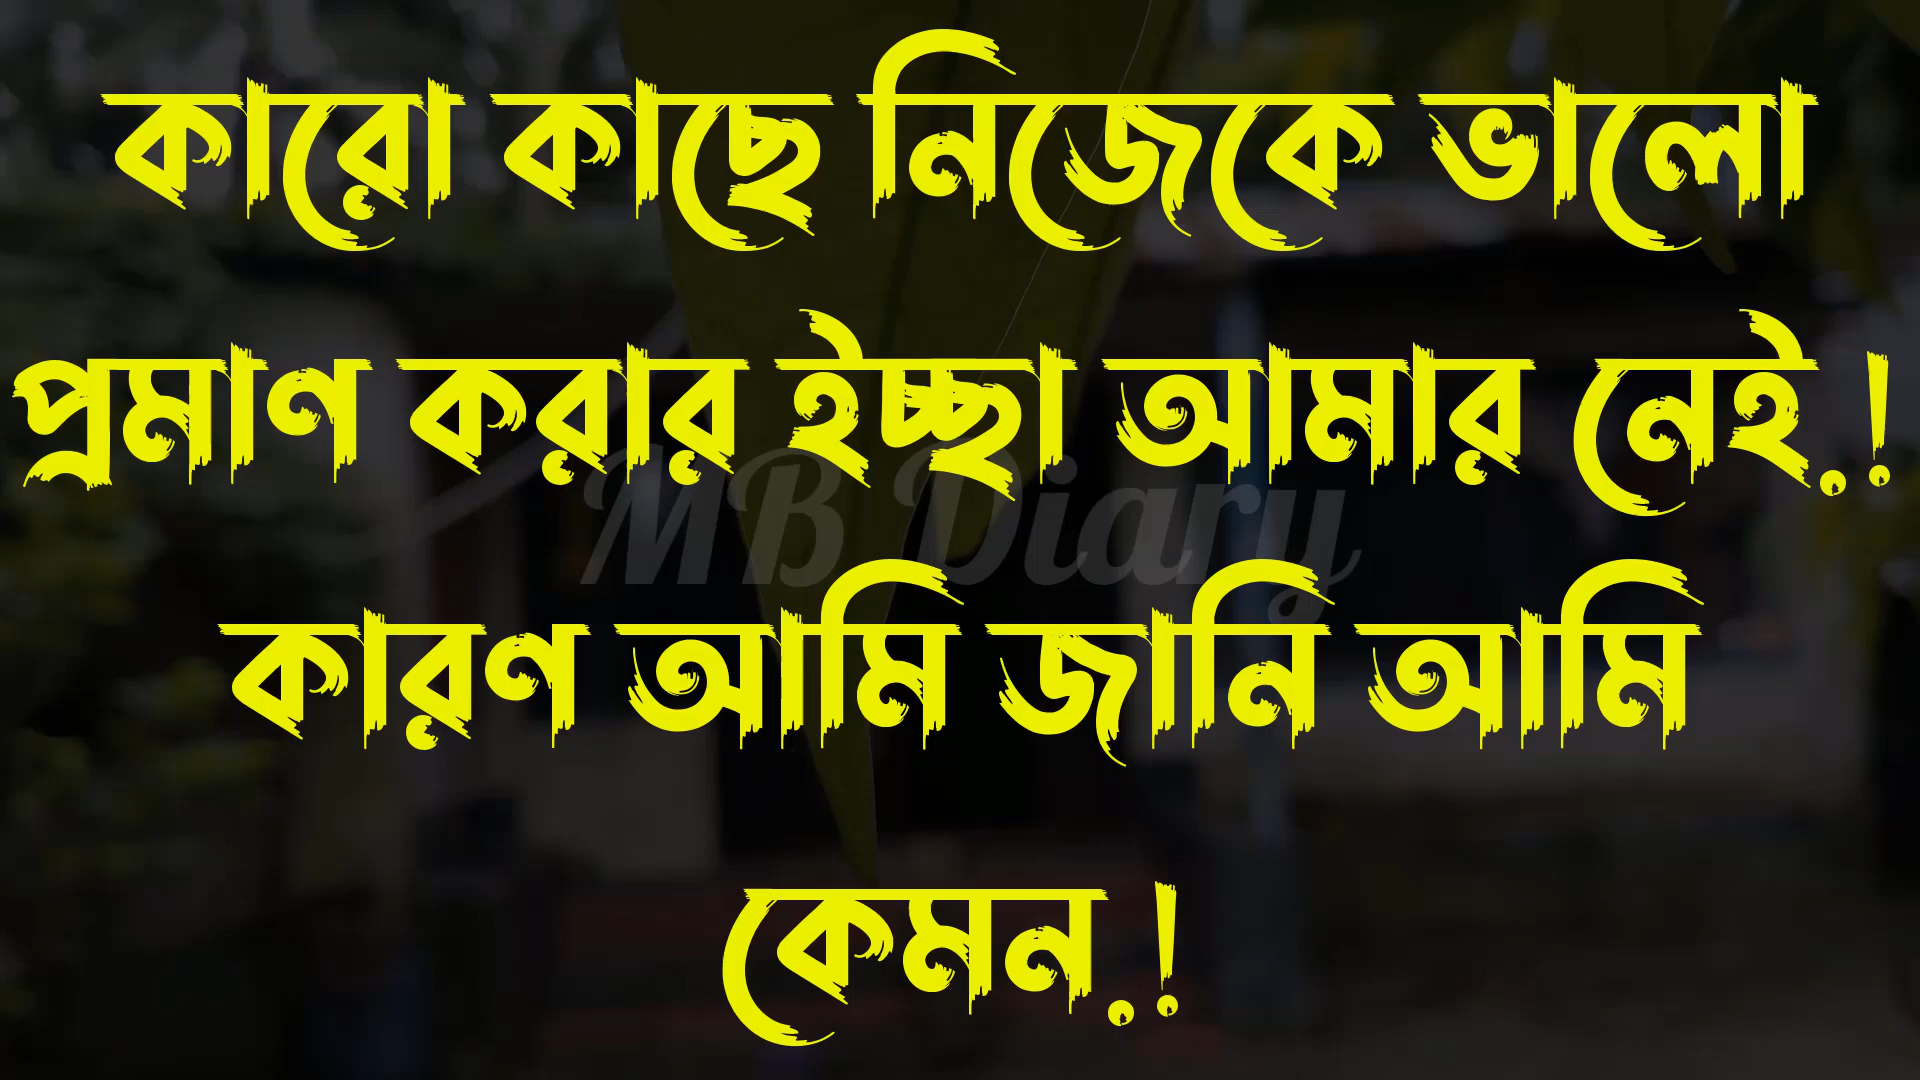 কারো কাছে নিজেকে ভালো
প্রমাণ করার ইচ্ছা আমার নেই.!
MB Diary
কারণ আমি জানি আমি
কেমন.!